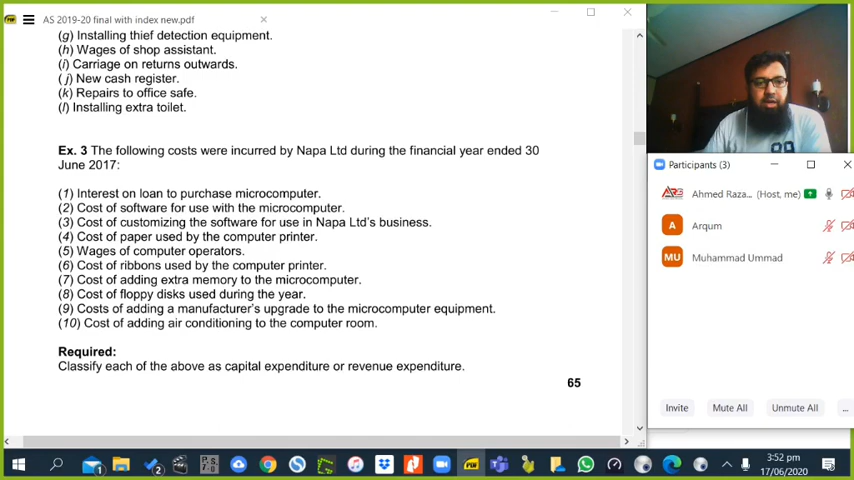 AS 2019-20 final with index new.pdf
(g) Installing thief detection equipment.
(h) Wages of shop assistant.
(i) Carriage on returns outwards.
(j) New cash register.
(k) Repairs to office safe.
(l) Installing extra toilet.
Ex. 3 The following costs were incurred by Napa Ltd during the financial year ended 30
June 2017:
(1) Interest on loan to purchase microcomputer.
(2) Cost of software for use with the microcomputer.
(3) Cost of customizing the software for use in Napa Ltd's business.
(4) Cost of paper used by the computer printer.
(5) Wages of computer operators.
(6) Cost of ribbons used by the computer printer.
(7) Cost of adding extra memory to the microcomputer.
(8) Cost of floppy disks used during the year.
(9) Costs of adding a manufacturer's upgrade to the microcomputer equipment.
(10) Cost of adding air conditioning to the computer room.
Required:
Classify each of the above as capital expenditure or revenue expenditure.
65
Participants (3)
Ahmed Raza... (Host, me)
A Arqum
MU Muhammad Ummad
Invite Mute All Unmute All ...
3:52 pm
17/06/2020